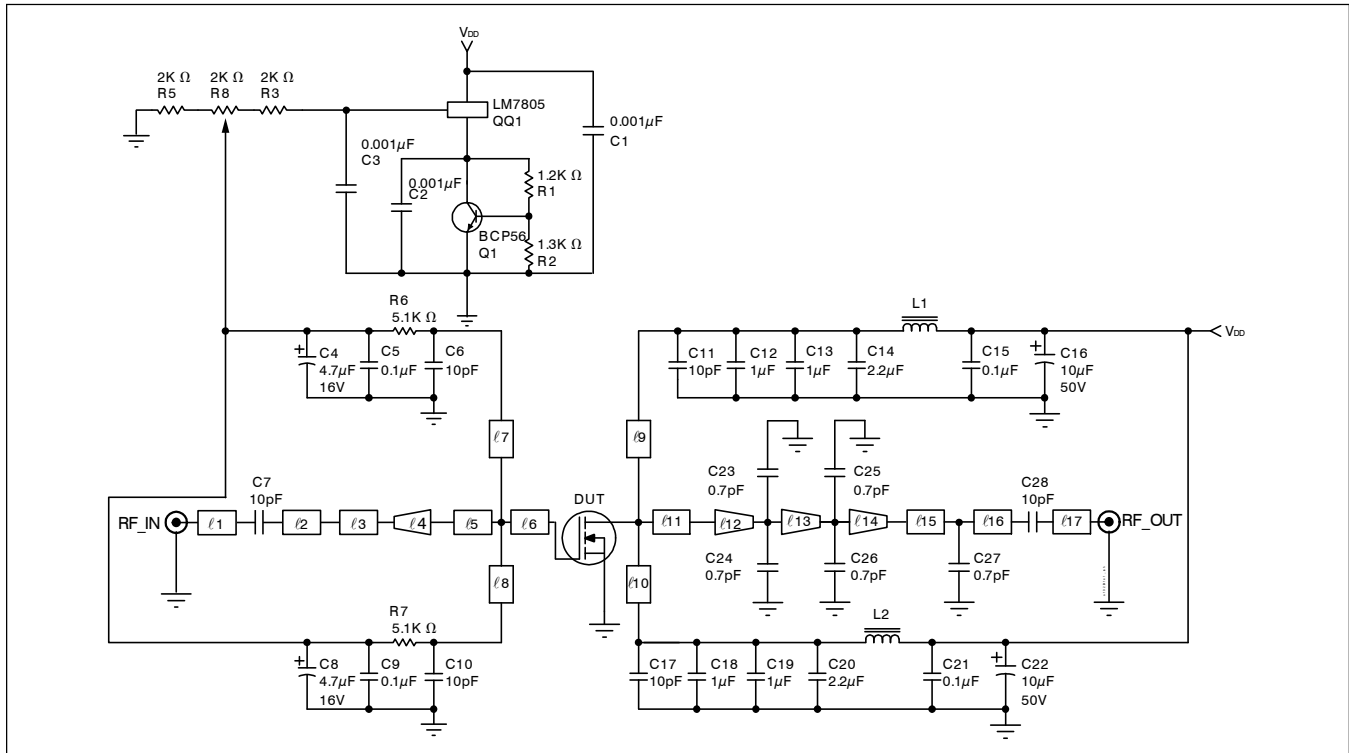 VDD
2K Ω
R5
2K Ω
R8
2K Ω
R3
LM7805
QQ1
0.001µF
C1
0.001µF
C3
0.001µF
C2
1.2K Ω
R1
BCP56
Q1
1.3K Ω
R2
R6
5.1K Ω
C4
4.7µF
16V
C5
0.1µF
C6
10pF
L1
VDD
C11
10pF
C12
1µF
C13
1µF
C14
2.2µF
C15
0.1µF
C16
10µF
50V
ℓ7
ℓ9
C23
0.7pF
C25
0.7pF
C7
10pF
DUT
C28
10pF
RF_IN
ℓ1
ℓ2
ℓ3
ℓ4
ℓ5
ℓ6
ℓ11
ℓ12
ℓ13
ℓ14
ℓ15
ℓ16
ℓ17
RF_OUT
ℓ8
ℓ10
C24
0.7pF
C26
0.7pF
C27
0.7pF
R7
5.1K Ω
L2
C8
4.7µF
16V
C9
0.1µF
C10
10pF
C17
10pF
C18
1µF
C19
1µF
C20
2.2µF
C21
0.1µF
C22
10µF
50V